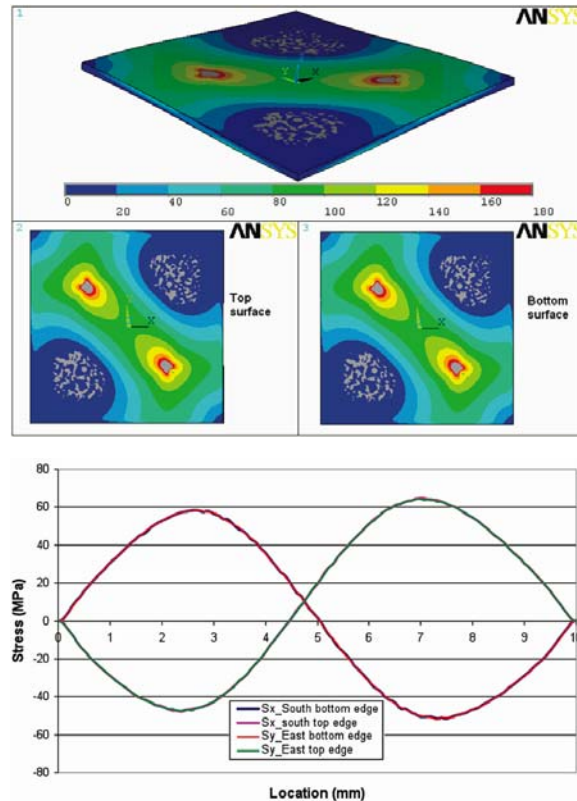 1
ANSYS
Y X
0 20 40 60 80 100 120 140 160 180
2
ANSYS
Top
surface
X
3
ANSYS
Bottom
surface
X
80
60
40
20
0
-20
-40
-60
-80
0 1 2 3 4 5 6 7 8 9 10
Stress (MPa)
Sx_South bottom edge
Sx_south top edge
Sy_East bottom edge
Sy_East top edge
Location (mm)